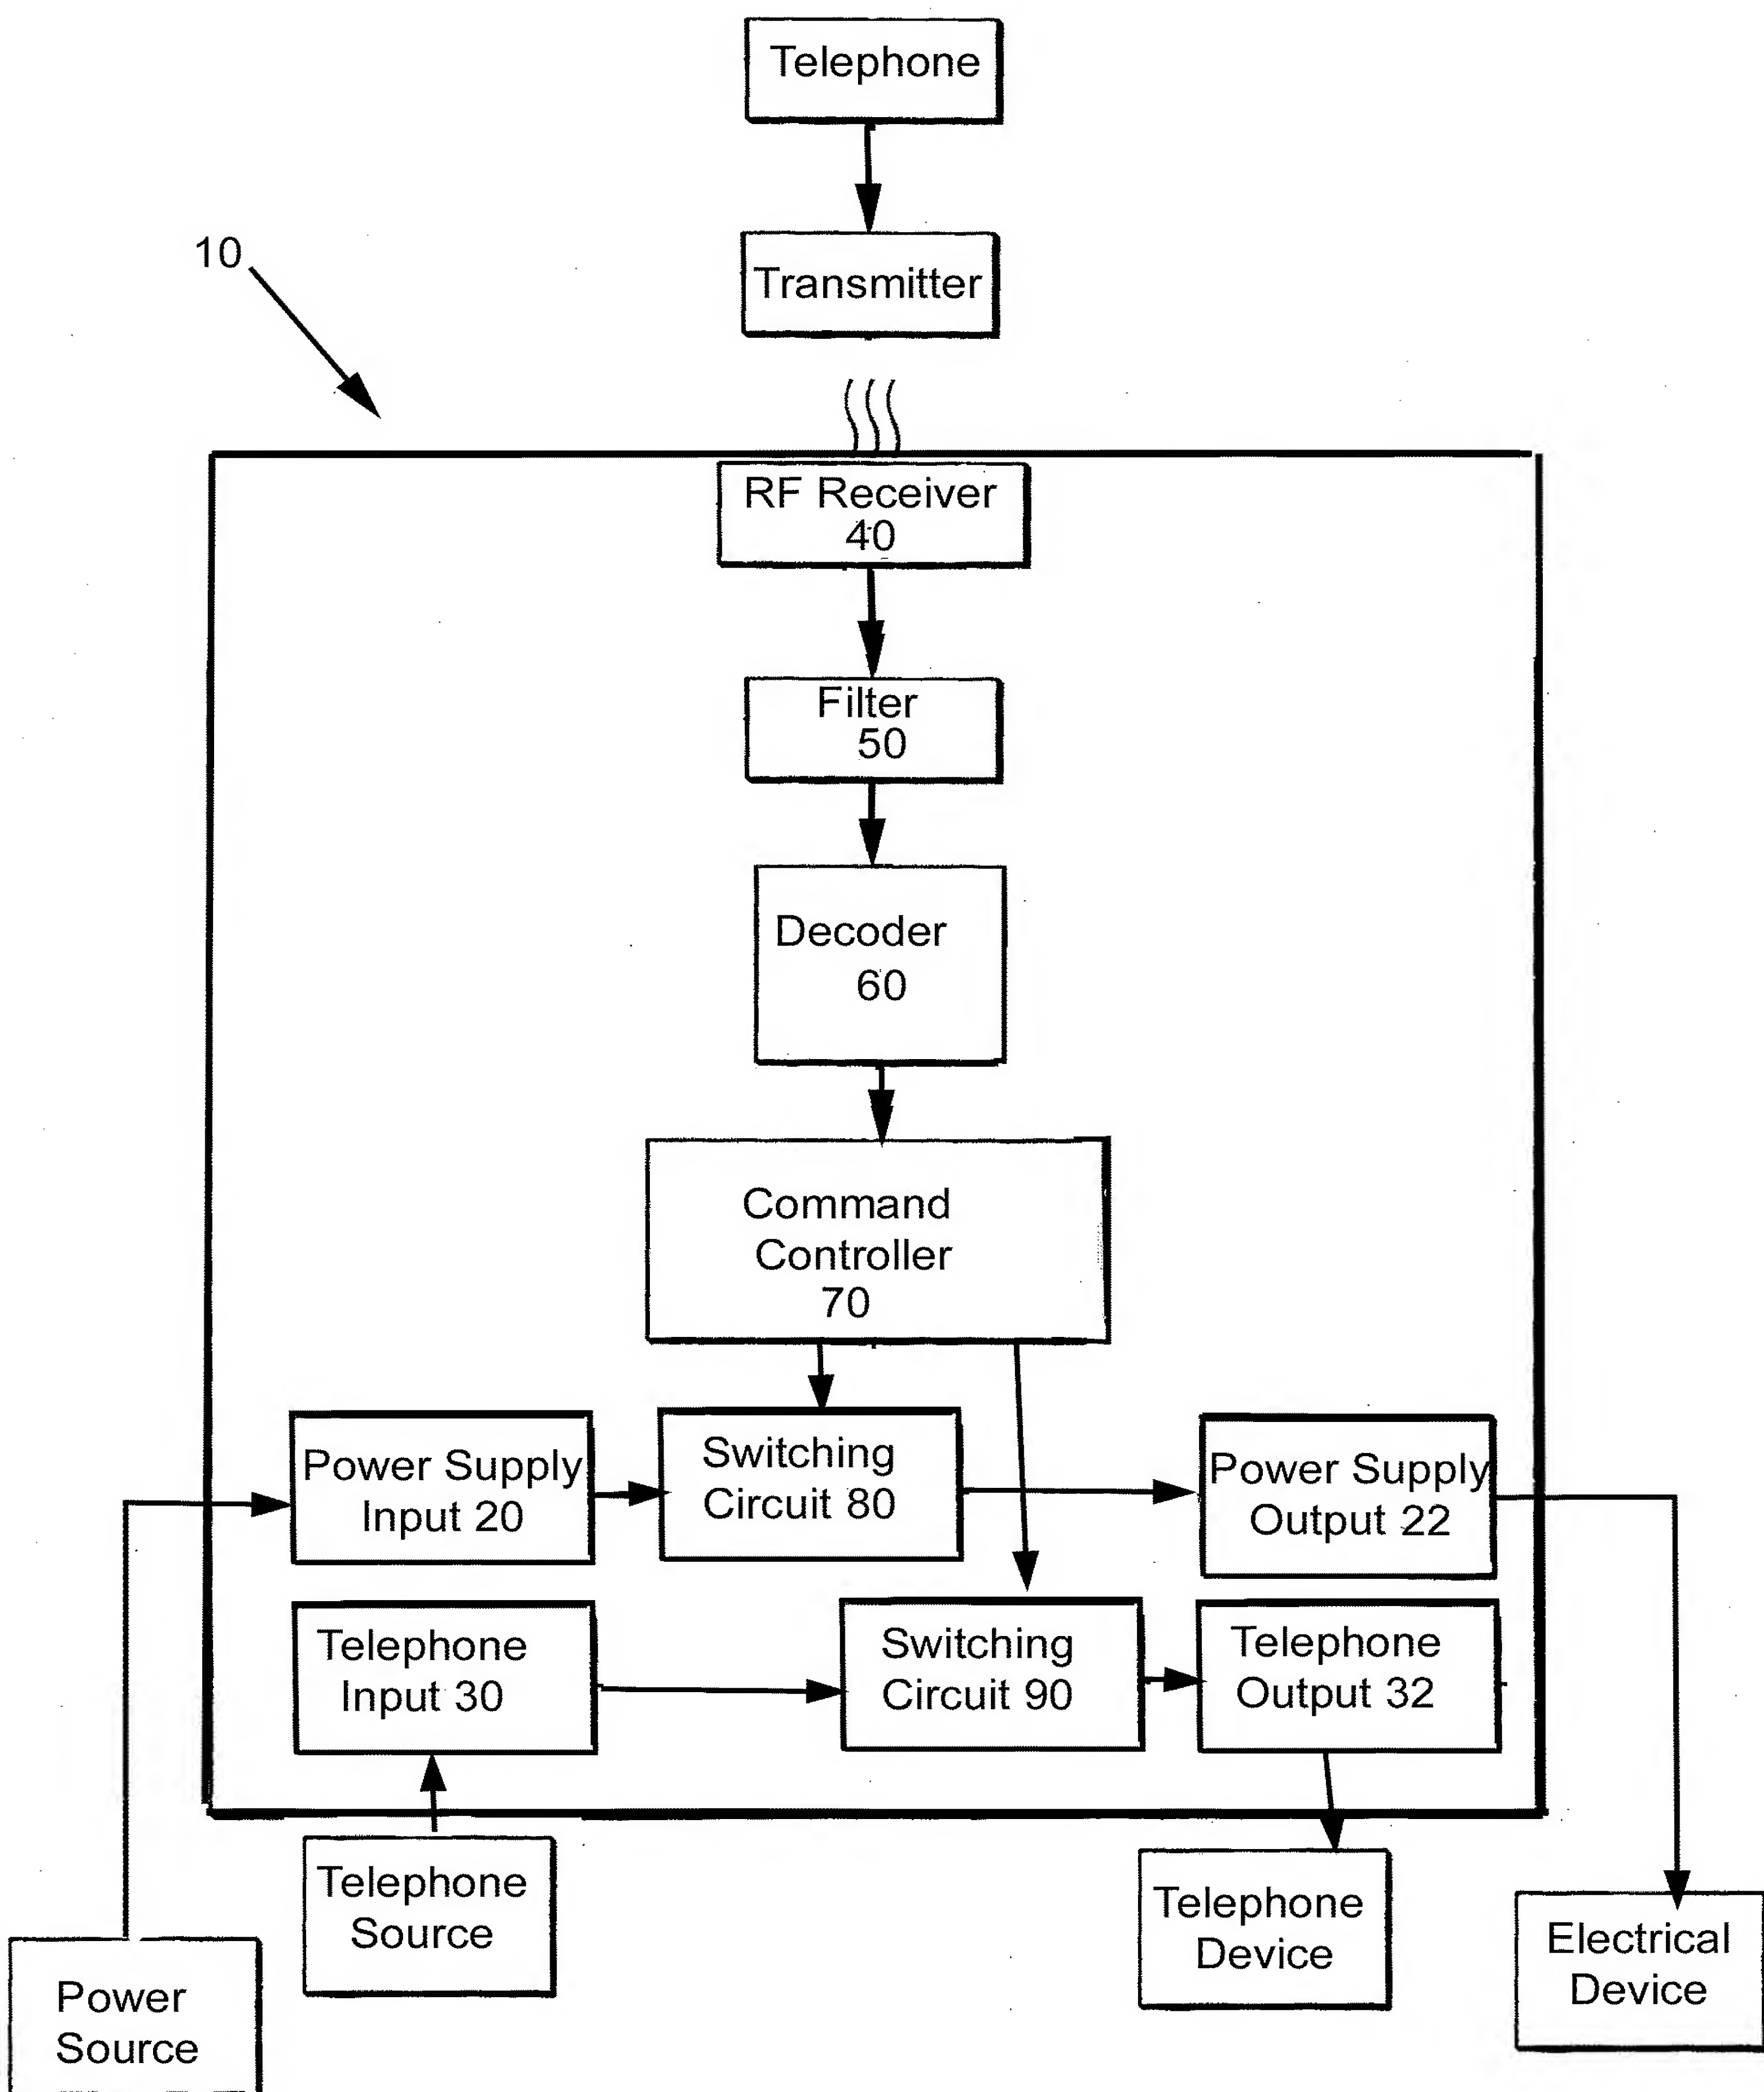 Telephone
Transmitter
10
RF Receiver
40
Filter
50
Decoder
60
Command
Controller
70
Power Supply
Input 20
Switching
Circuit 80
Power Supply
Output 22
Telephone
Input 30
Switching
Circuit 90
Telephone
Output 32
Telephone
Source
Telephone
Device
Electrical
Device
Power
Source